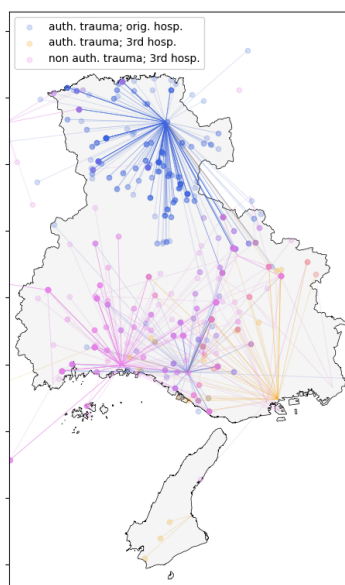 auth. trauma; orig. hosp.
auth. trauma; 3rd hosp.
non auth. trauma; 3rd hosp.